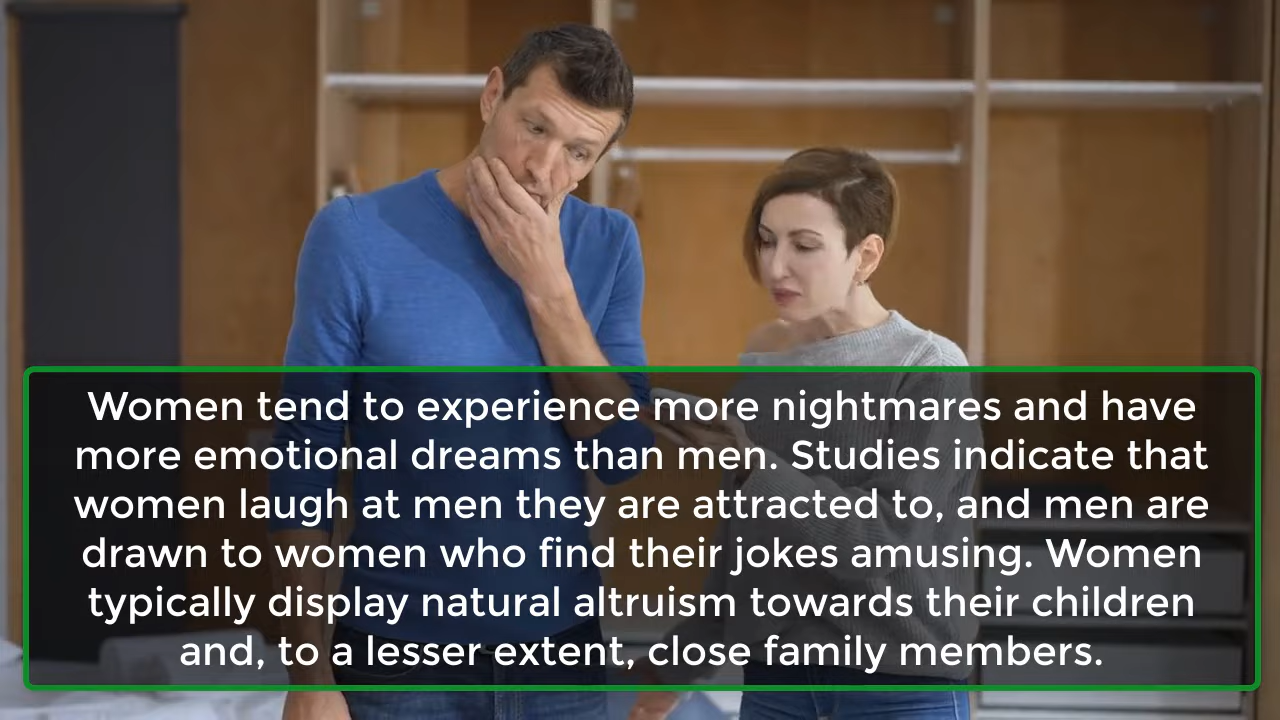 Women tend to experience more nightmares and have
more emotional dreams than men. Studies indicate that
women laugh at men they are attracted to, and men are
drawn to women who find their jokes amusing. Women
typically display natural altruism towards their children
and, to a lesser extent, close family members.